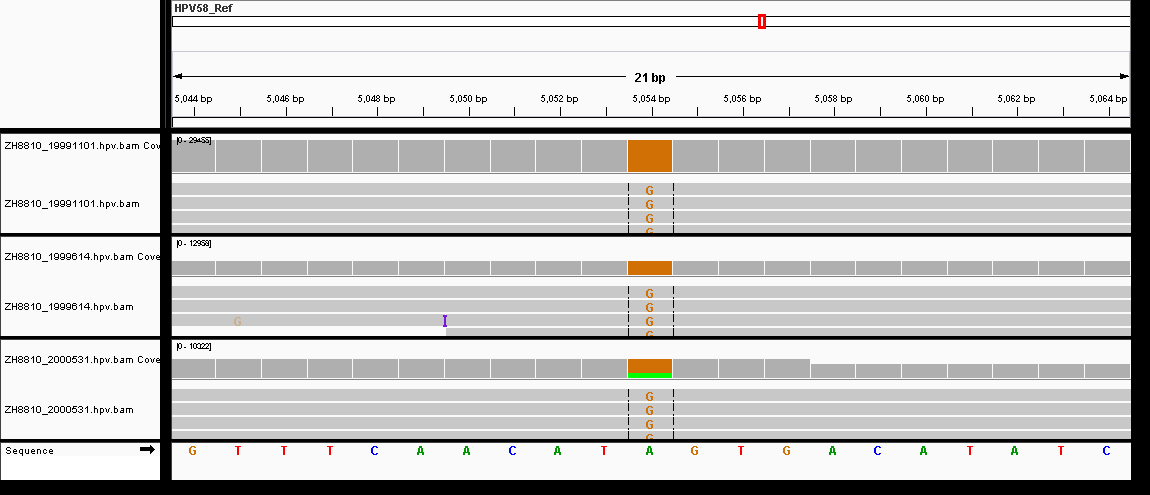 HPV58_Ref
21 bp
5,044 bp 5,046 bp 5,048 bp 5,050 bp 5,052 bp 5,054 bp 5,056 bp 5,058 bp 5,060 bp 5,062 bp 5,064 bp
ZH8810_19991101.hpv.bam Cov
[0 - 29455]
ZH8810_19991101.hpv.bam
G
G
G
G
ZH8810_1999614.hpv.bam Cove
[0 - 12958]
ZH8810_1999614.hpv.bam
G
G
G I G
G
ZH8810_2000531.hpv.bam Cove
[0 - 10322]
ZH8810_2000531.hpv.bam
G
G
G
G
Sequence G T T T C A A C A T A G T G A C A T A T C